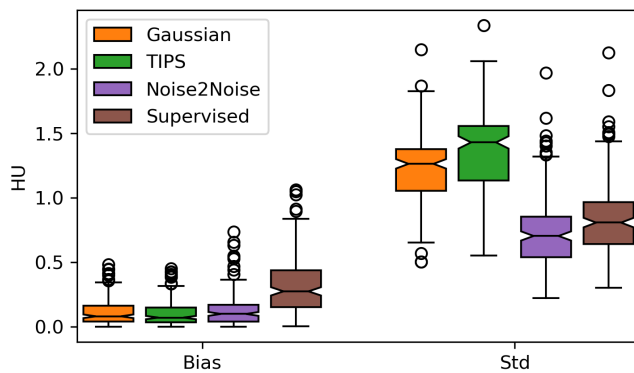 Gaussian
TIPS
Noise2Noise
Supervised
HU
2.0
1.5
1.0
0.5
0.0
Bias
Std